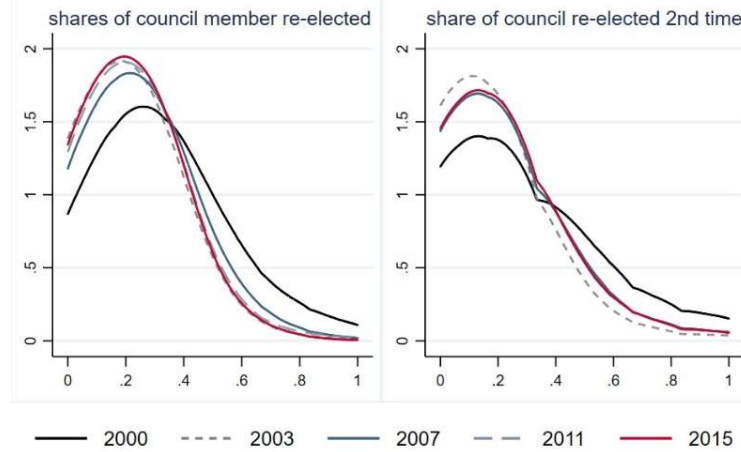 shares of council member re-elected
share of council re-elected 2nd time
2
1.5
1
.5
0
0 .2 .4 .6 .8 1
2
1.5
1
.5
0
0 .2 .4 .6 .8 1
2000 2003 2007 2011 2015